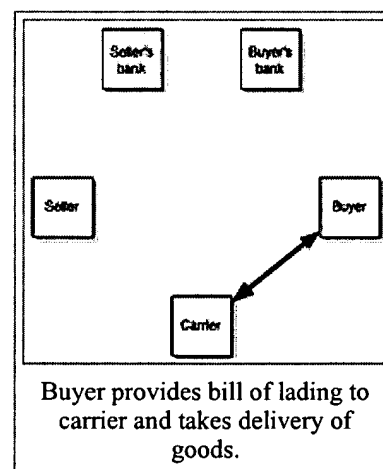 Seller's
bank
Buyer's
bank
Seller
Buyer
Carrier
Buyer provides bill of lading to
carrier and takes delivery of
goods.